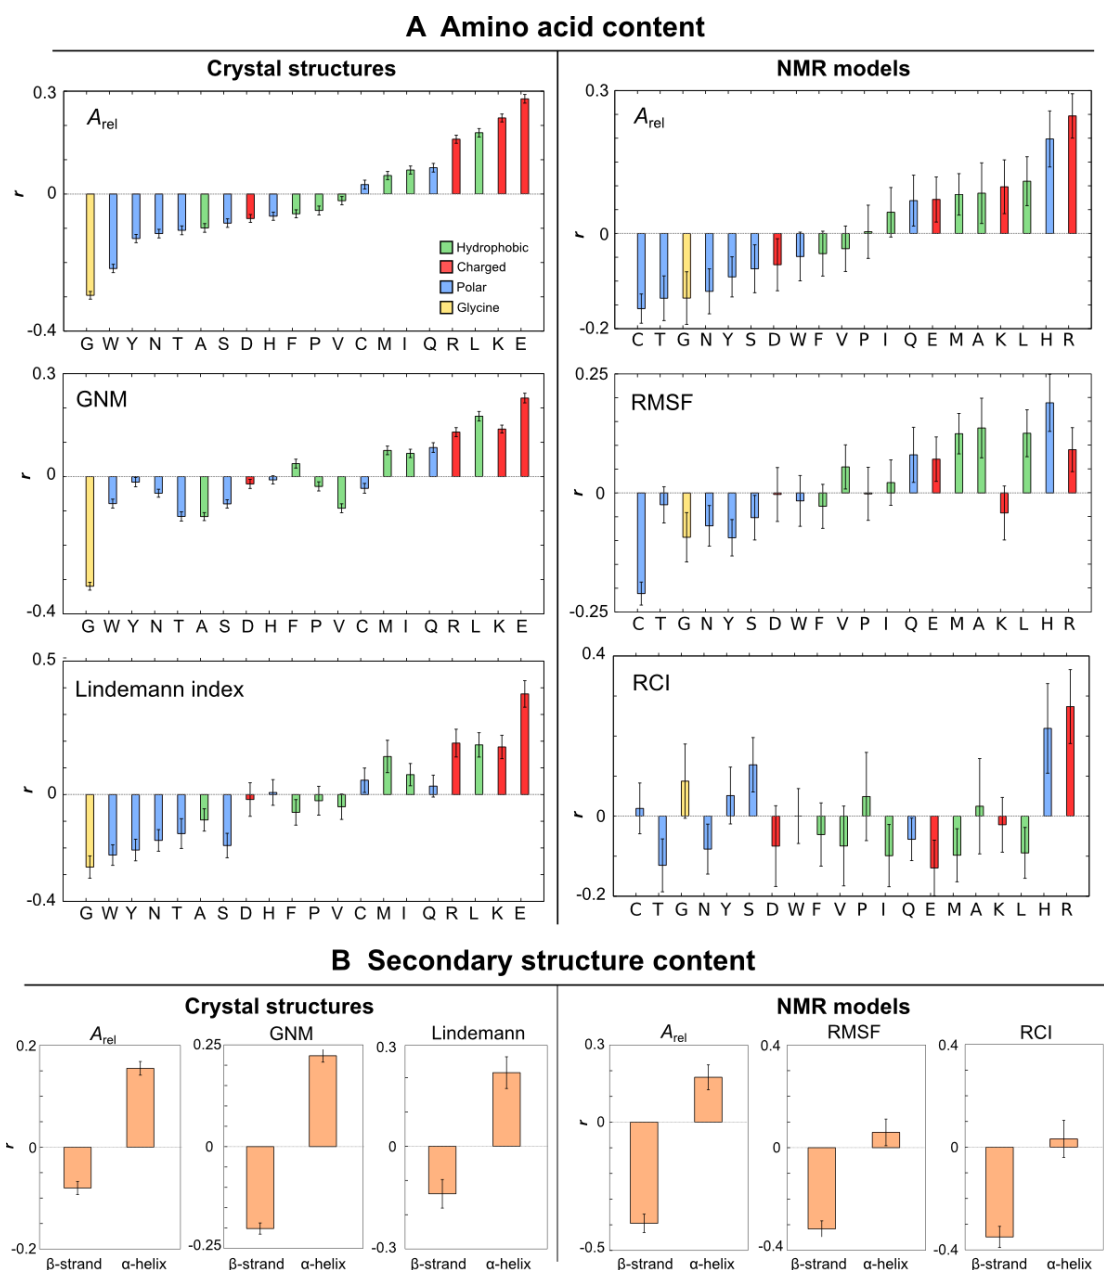 A Amino acid content
Crystal structures
0.3
0
-0.4
r
Arel
Hydrophobic
Charged
Polar
Glycine
G W Y N T A S D H F P V C M I Q R L K E
0.3
0
-0.4
GNM
G W Y N T A S D H F P V C M I Q R L K E
0.5
0
-0.4
Lindemann index
G W Y N T A S D H F P V C M I Q R L K E
NMR models
0.3
0
-0.2
r
Arel
C T G N Y S D W F V P I Q E M A K L H R
0.25
0
-0.25
r
RMSF
C T G N Y S D W F V P I Q E M A K L H R
0.4
0
-0.2
RCI
C T G N Y S D W F V P I Q E M A K L H R
B Secondary structure content
Crystal structures
Arel
0.2
0
-0.2
r
β-strand α-helix
GNM
0.25
0
-0.25
β-strand α-helix
Lindemann
0.3
0
-0.3
β-strand α-helix
NMR models
Arel
0.3
0
-0.5
r
β-strand α-helix
RMSF
0.4
0
-0.4
β-strand α-helix
RCI
0.4
0
-0.4
β-strand α-helix